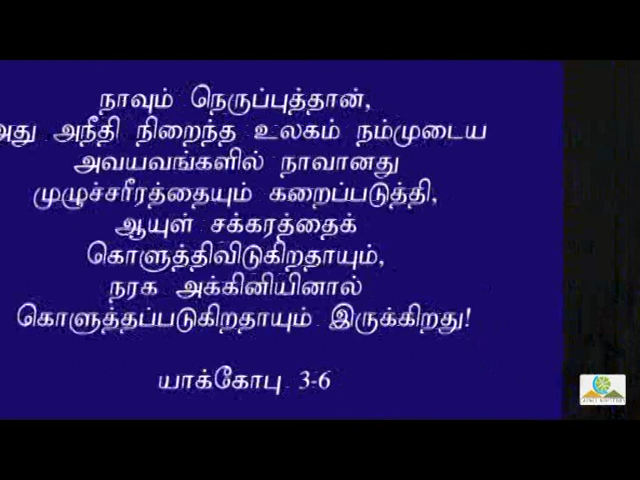 நாவும் நெருப்புத்தான்,
அது அநீதி நிறைந்த உலகம் நம்முடைய
அவயவங்களில் நாவானது
முழுச்சரீரத்தையும் கறைப்படுத்தி,
ஆயுள் சக்கரத்தைக்
கொளுத்திவிடுகிறதாயும்,
நரக அக்கினியினால்
கொளுத்தப்படுகிறதாயும் இருக்கிறது!
யாக்கோபு 3-6